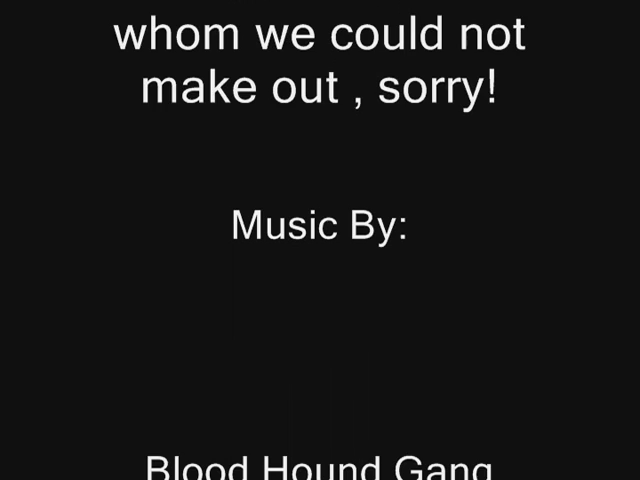 whom we could not
make out , sorry!
Music By:
Blood Hound Gang